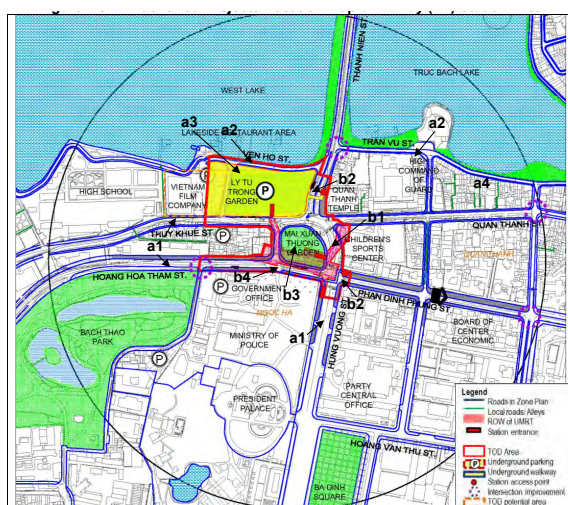 THANH NIEN ST.
WEST LAKE
TRUC BACH LAKE
a3
LAKESIDE RESTAURANT AREA
a2
a2
TRAN VU ST.
VEN HO ST.
HIGH COMMAND OF GUARD
a4
HIGH SCHOOL
VIETNAM FILM COMPANY
P
LY TU TRONG GARDEN
P
b2
QUAN THANH TEMPLE
THUY KHUE ST.
P
MAI XUAN THUONG GARDEN
b1
QUAN THANH ST.
CHILDREN'S SPORTS CENTER
a1
HOANG HOA THAM ST.
b4
GOVERNMENT OFFICE
b3
b2
PHAN DINH PHUNG ST.
P
NGOC HA
a1
HUNG VUONG ST.
BACH THAO PARK
MINISTRY OF POLICE
BOARD OF CENTER ECONOMIC
P
PRESIDENT PALACE
PARTY CENTRAL OFFICE
HOANG VAN THU ST.
BA DINH SQUARE
Legend
Roads in Zone Plan
Local roads/ Alleys
ROW of UMRT
Station entrance
TOD Area
P Underground parking
Underground walkway
Station access point
Intersection improvement
TOD potential area